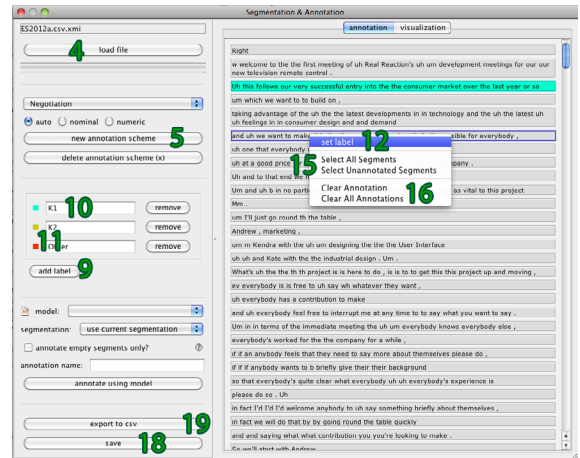 Segmentation & Annotation
ES2012a.csv.xmi
load file
4
Negotiation
auto nominal numeric
new annotation scheme
5
delete annotation scheme (x)
K1
10
remove
K2
remove
11
Other
remove
add label
9
model:
segmentation: use current segmentation
annotate empty segments only?
annotation name:
annotate using model
export to csv
19
save
18
annotation visualization
Right
w welcome to the the first meeting of uh Real Reaction's uh um development meetings for our our
new television remote control .
Uh this follows our very successful entry into the the consumer market over the last year or so
um which we want to to build on ,
taking advantage of the uh the latest developments in in technology and the uh the latest uh
uh feelings in in consumer design and and demand
and uh we want to make sible for everybody ,
uh one that everybody
uh at a good price pany .
Uh and to that end we
Um and uh b in no parti as vital to this project
Mm .
um I'll just go round th the table ,
Andrew , marketing ,
um m Kendra with the uh um designing the the the User Interface
uh uh and Kate with the the industrial design . Um .
What's uh the the th th project is is here to do , is is to to get this this project up and moving ,
ev everybody is is free to uh say wh whatever they want ,
uh everybody has a contribution to make
and uh everybody feel free to interrupt me at any time to to say what you want to say .
Um in in terms of the immediate meeting the uh um everybody knows everybody else ,
everybody's worked for the the company for a while ,
if if an anybody feels that they need to say more about themselves please do ,
if if if anybody wants to b briefly give their their background
so that everybody's quite clear what everybody uh uh everybody's experience is
please do so . Uh
in fact I'd I'd I'd welcome anybody to uh say something briefly about themselves ,
in fact we will do that by by going round the table quickly
and and saying what what contribution you you're looking to make .
So we'll start with Andrew
set label
12
Select All Segments
15
Select Unannotated Segments
Clear Annotation
16
Clear All Annotations